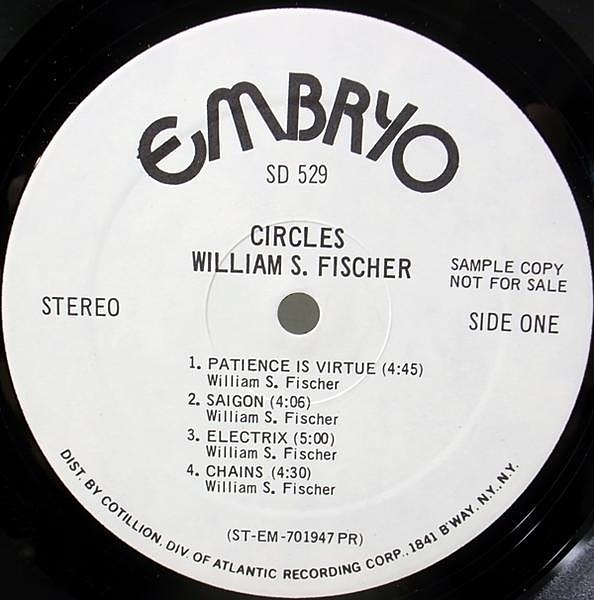 EMBRYO
SD 529
CIRCLES
WILLIAM S. FISCHER
SAMPLE COPY
NOT FOR SALE
STEREO
SIDE ONE
1. PATIENCE IS VIRTUE (4:45)
William S. Fischer
2. SAIGON (4:06)
William S. Fischer
3. ELECTRIX (5:00)
William S. Fischer
4. CHAINS (4:30)
William S. Fischer
(ST-EM-701947 PR)
DIST. BY COTILLION, DIV. OF ATLANTIC RECORDING CORP., 1841 B'WAY, N.Y., N.Y.